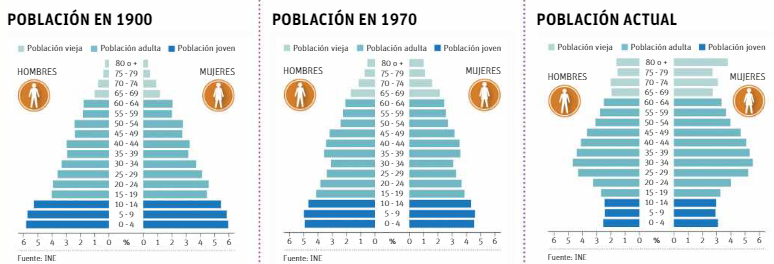 POBLACIÓN EN 1900
Población vieja Población adulta Población joven
HOMBRES
MUJERES
80 o +
75 - 79
70 - 74
65 - 69
60 - 64
55 - 59
50 - 54
45 - 49
40 - 44
35 - 39
30 - 34
25 - 29
20 - 24
15 - 19
10 - 14
5 - 9
0 - 4
6 5 4 3 2 1 0 % 0 1 2 3 4 5 6
Fuente: INE
POBLACIÓN EN 1970
Población vieja Población adulta Población joven
HOMBRES
MUJERES
80 o +
75 - 79
70 - 74
65 - 69
60 - 64
55 - 59
50 - 54
45 - 49
40 - 44
35 - 39
30 - 34
25 - 29
20 - 24
15 - 19
10 - 14
5 - 9
0 - 4
6 5 4 3 2 1 0 % 0 1 2 3 4 5 6
Fuente: INE
POBLACIÓN ACTUAL
Población vieja Población adulta Población joven
HOMBRES
MUJERES
80 o +
75 - 79
70 - 74
65 - 69
60 - 64
55 - 59
50 - 54
45 - 49
40 - 44
35 - 39
30 - 34
25 - 29
20 - 24
15 - 19
10 - 14
5 - 9
0 - 4
6 5 4 3 2 1 0 % 0 1 2 3 4 5 6
Fuente: INE